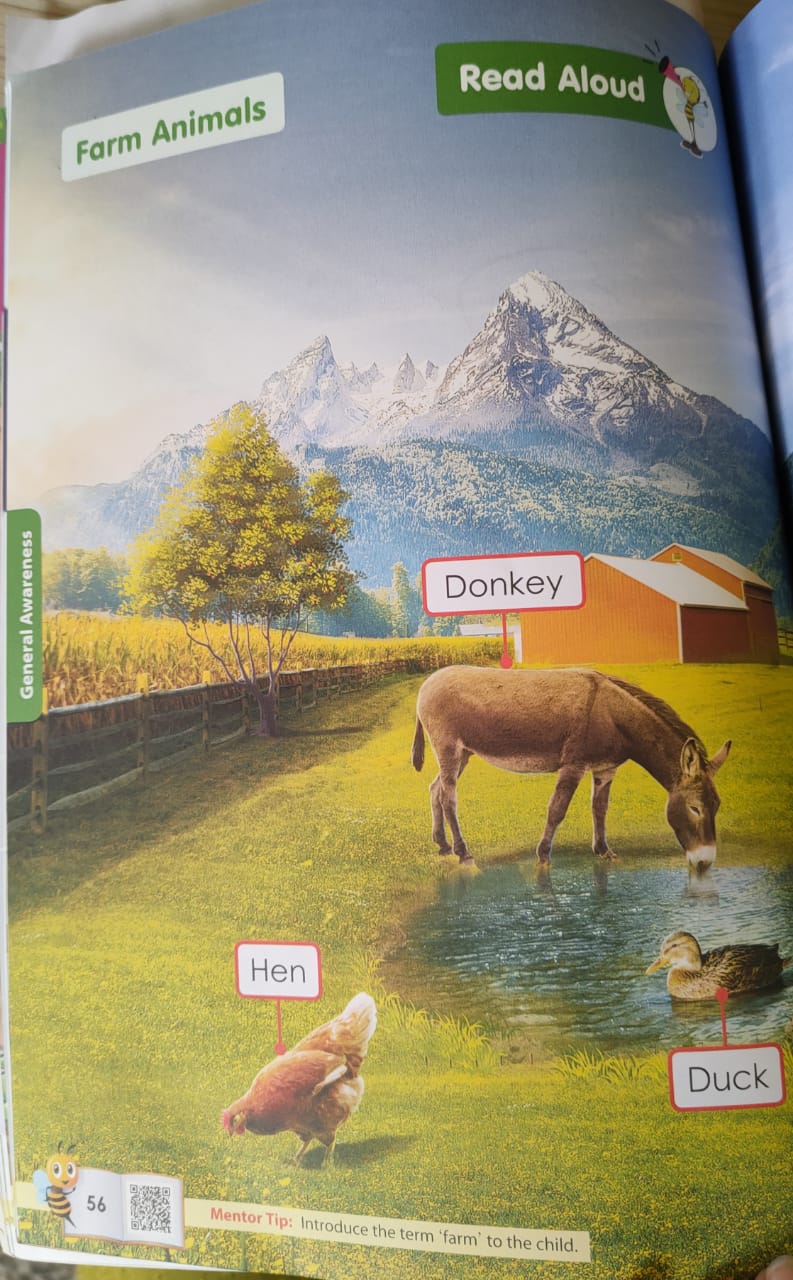 Read Aloud
Farm Animals
General Awareness
Donkey
Hen
Duck
56
Mentor Tip: Introduce the term 'farm' to the child.